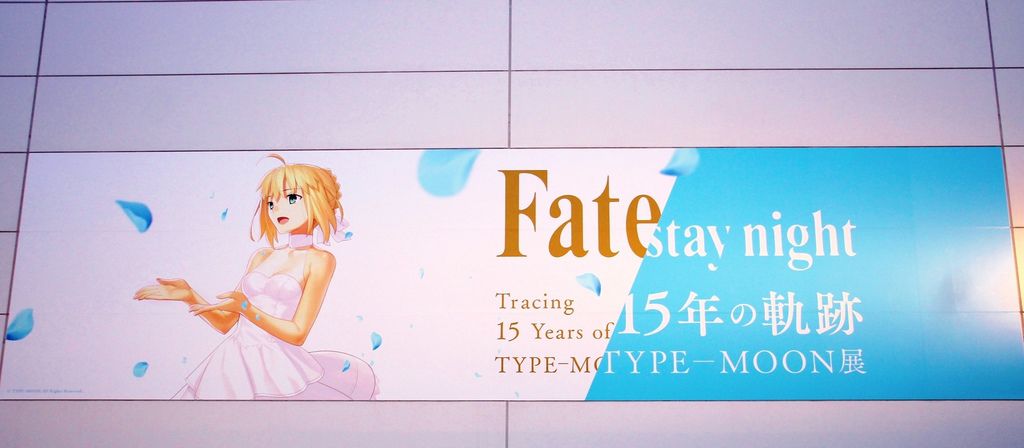 Fate
stay night
Tracing
15 Years of
TYPE-MO
15年の軌跡
TYPE－MOON展